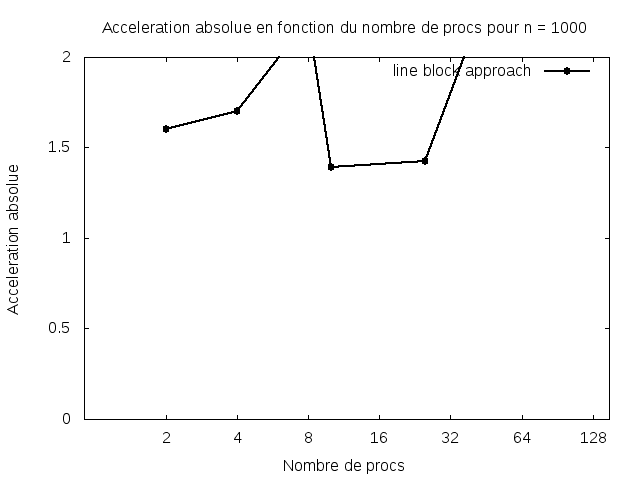 Acceleration absolue en fonction du nombre de procs pour n = 1000
line block approach
2
1.5
1
0.5
0
Acceleration absolue
2 4 8 16 32 64 128
Nombre de procs